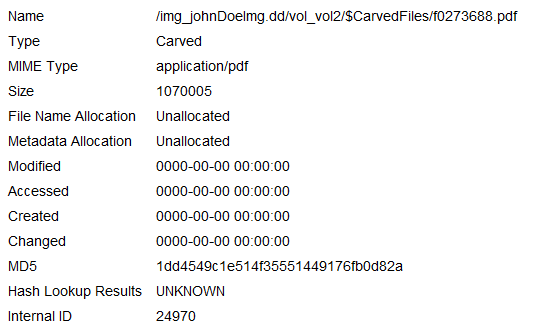 Name /img_johnDoeImg.dd/vol_vol2/$CarvedFiles/f0273688.pdf
Type Carved
MIME Type application/pdf
Size 1070005
File Name Allocation Unallocated
Metadata Allocation Unallocated
Modified 0000-00-00 00:00:00
Accessed 0000-00-00 00:00:00
Created 0000-00-00 00:00:00
Changed 0000-00-00 00:00:00
MD5 1dd4549c1e514f35551449176fb0d82a
Hash Lookup Results UNKNOWN
Internal ID 24970